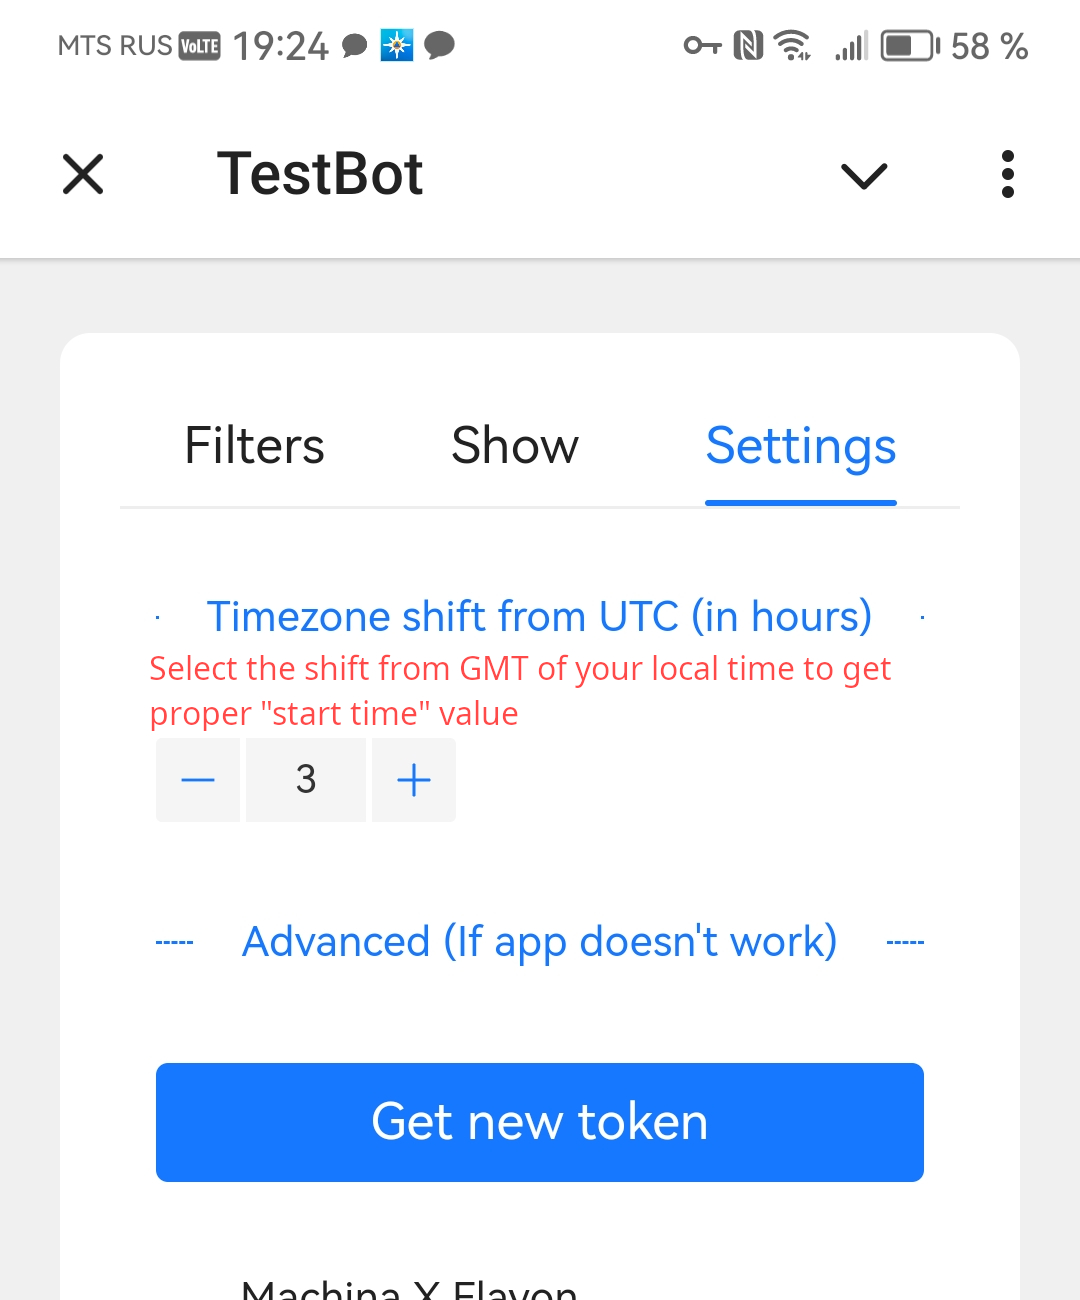 MTS RUS VoLTE 19:24 58 %
TestBot
Filters Show Settings
Timezone shift from UTC (in hours)
Select the shift from GMT of your local time to get
proper "start time" value
3
Advanced (If app doesn't work)
Get new token
Machina X Flayon